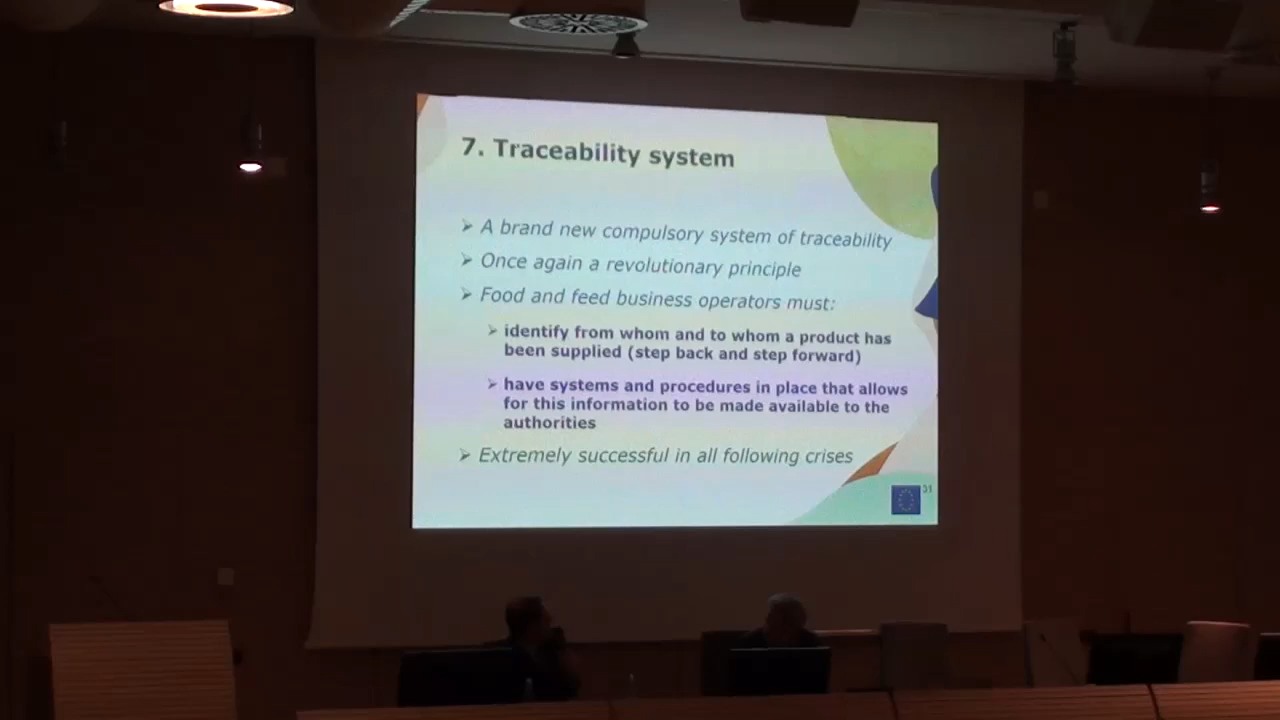 7. Traceability system
➢ A brand new compulsory system of traceability
➢ Once again a revolutionary principle
➢ Food and feed business operators must:
➢ identify from whom and to whom a product has
been supplied (step back and step forward)
➢ have systems and procedures in place that allows
for this information to be made available to the
authorities
➢ Extremely successful in all following crises
31